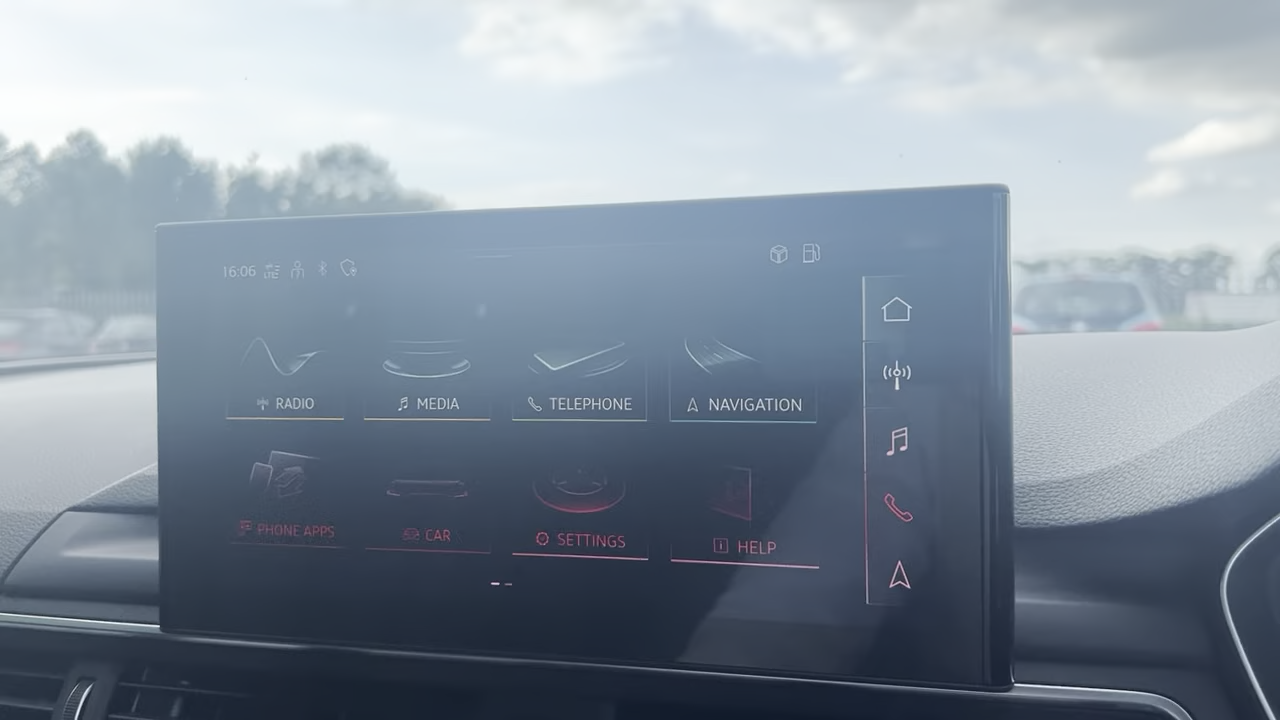 16:06
RADIO MEDIA TELEPHONE NAVIGATION
PHONE APPS CAR SETTINGS HELP